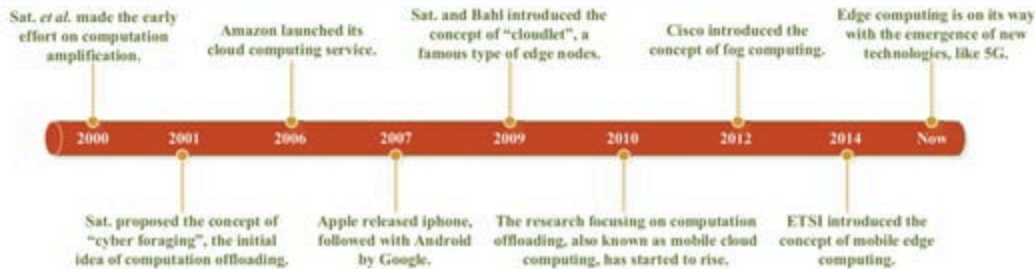 Sat. et al. made the early
effort on computation
amplification.
Amazon launched its
cloud computing service.
Sat. and Bahl introduced the
concept of “cloudlet”, a
famous type of edge nodes.
Cisco introduced the
concept of fog computing.
Edge computing is on its way
with the emergence of new
technologies, like 5G.
2000 2001 2006 2007 2009 2010 2012 2014 Now
Sat. proposed the concept of
“cyber foraging”, the initial
idea of computation offloading.
Apple released iphone,
followed with Android
by Google.
The research focusing on computation
offloading, also known as mobile cloud
computing, has started to rise.
ETSI introduced the
concept of mobile edge
computing.